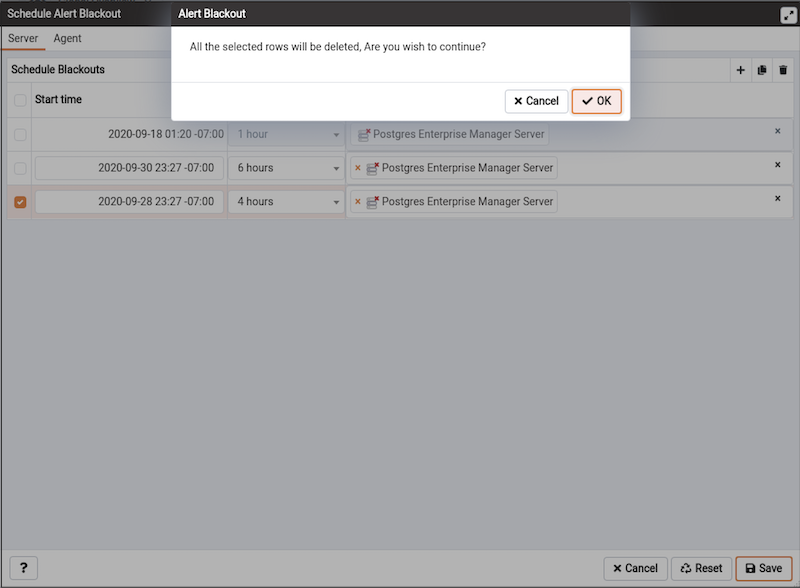 Schedule Alert Blackout
Alert Blackout
Server Agent
All the selected rows will be deleted, Are you wish to continue?
Schedule Blackouts
Cancel OK
Start time
2020-09-18 01:20 -07:00 1 hour Postgres Enterprise Manager Server
2020-09-30 23:27 -07:00 6 hours × Postgres Enterprise Manager Server
2020-09-28 23:27 -07:00 4 hours × Postgres Enterprise Manager Server
? Cancel Reset Save